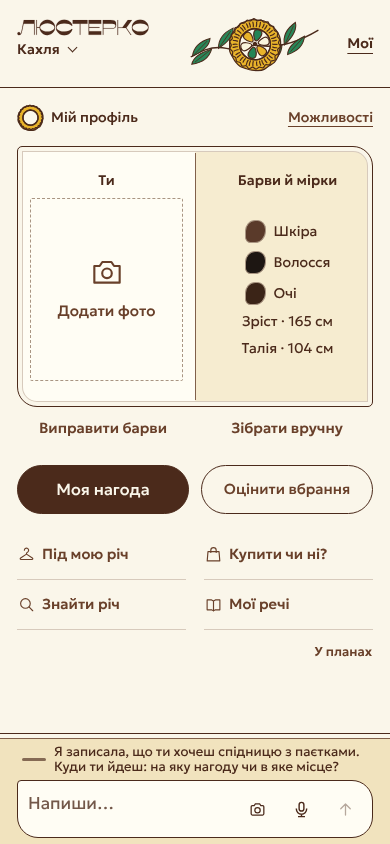 ЛЮСТЕРКО
Кахля
Мої
Мій профіль
Можливості
Ти
Додати фото
Барви й мірки
Шкіра
Волосся
Очі
Зріст · 165 см
Талія · 104 см
Виправити барви
Зібрати вручну
Моя нагода
Оцінити вбрання
Під мою річ
Купити чи ні?
Знайти річ
Мої речі
У планах
Я записала, що ти хочеш спідницю з паєтками.
Куди ти йдеш: на яку нагоду чи в яке місце?
Напиши...